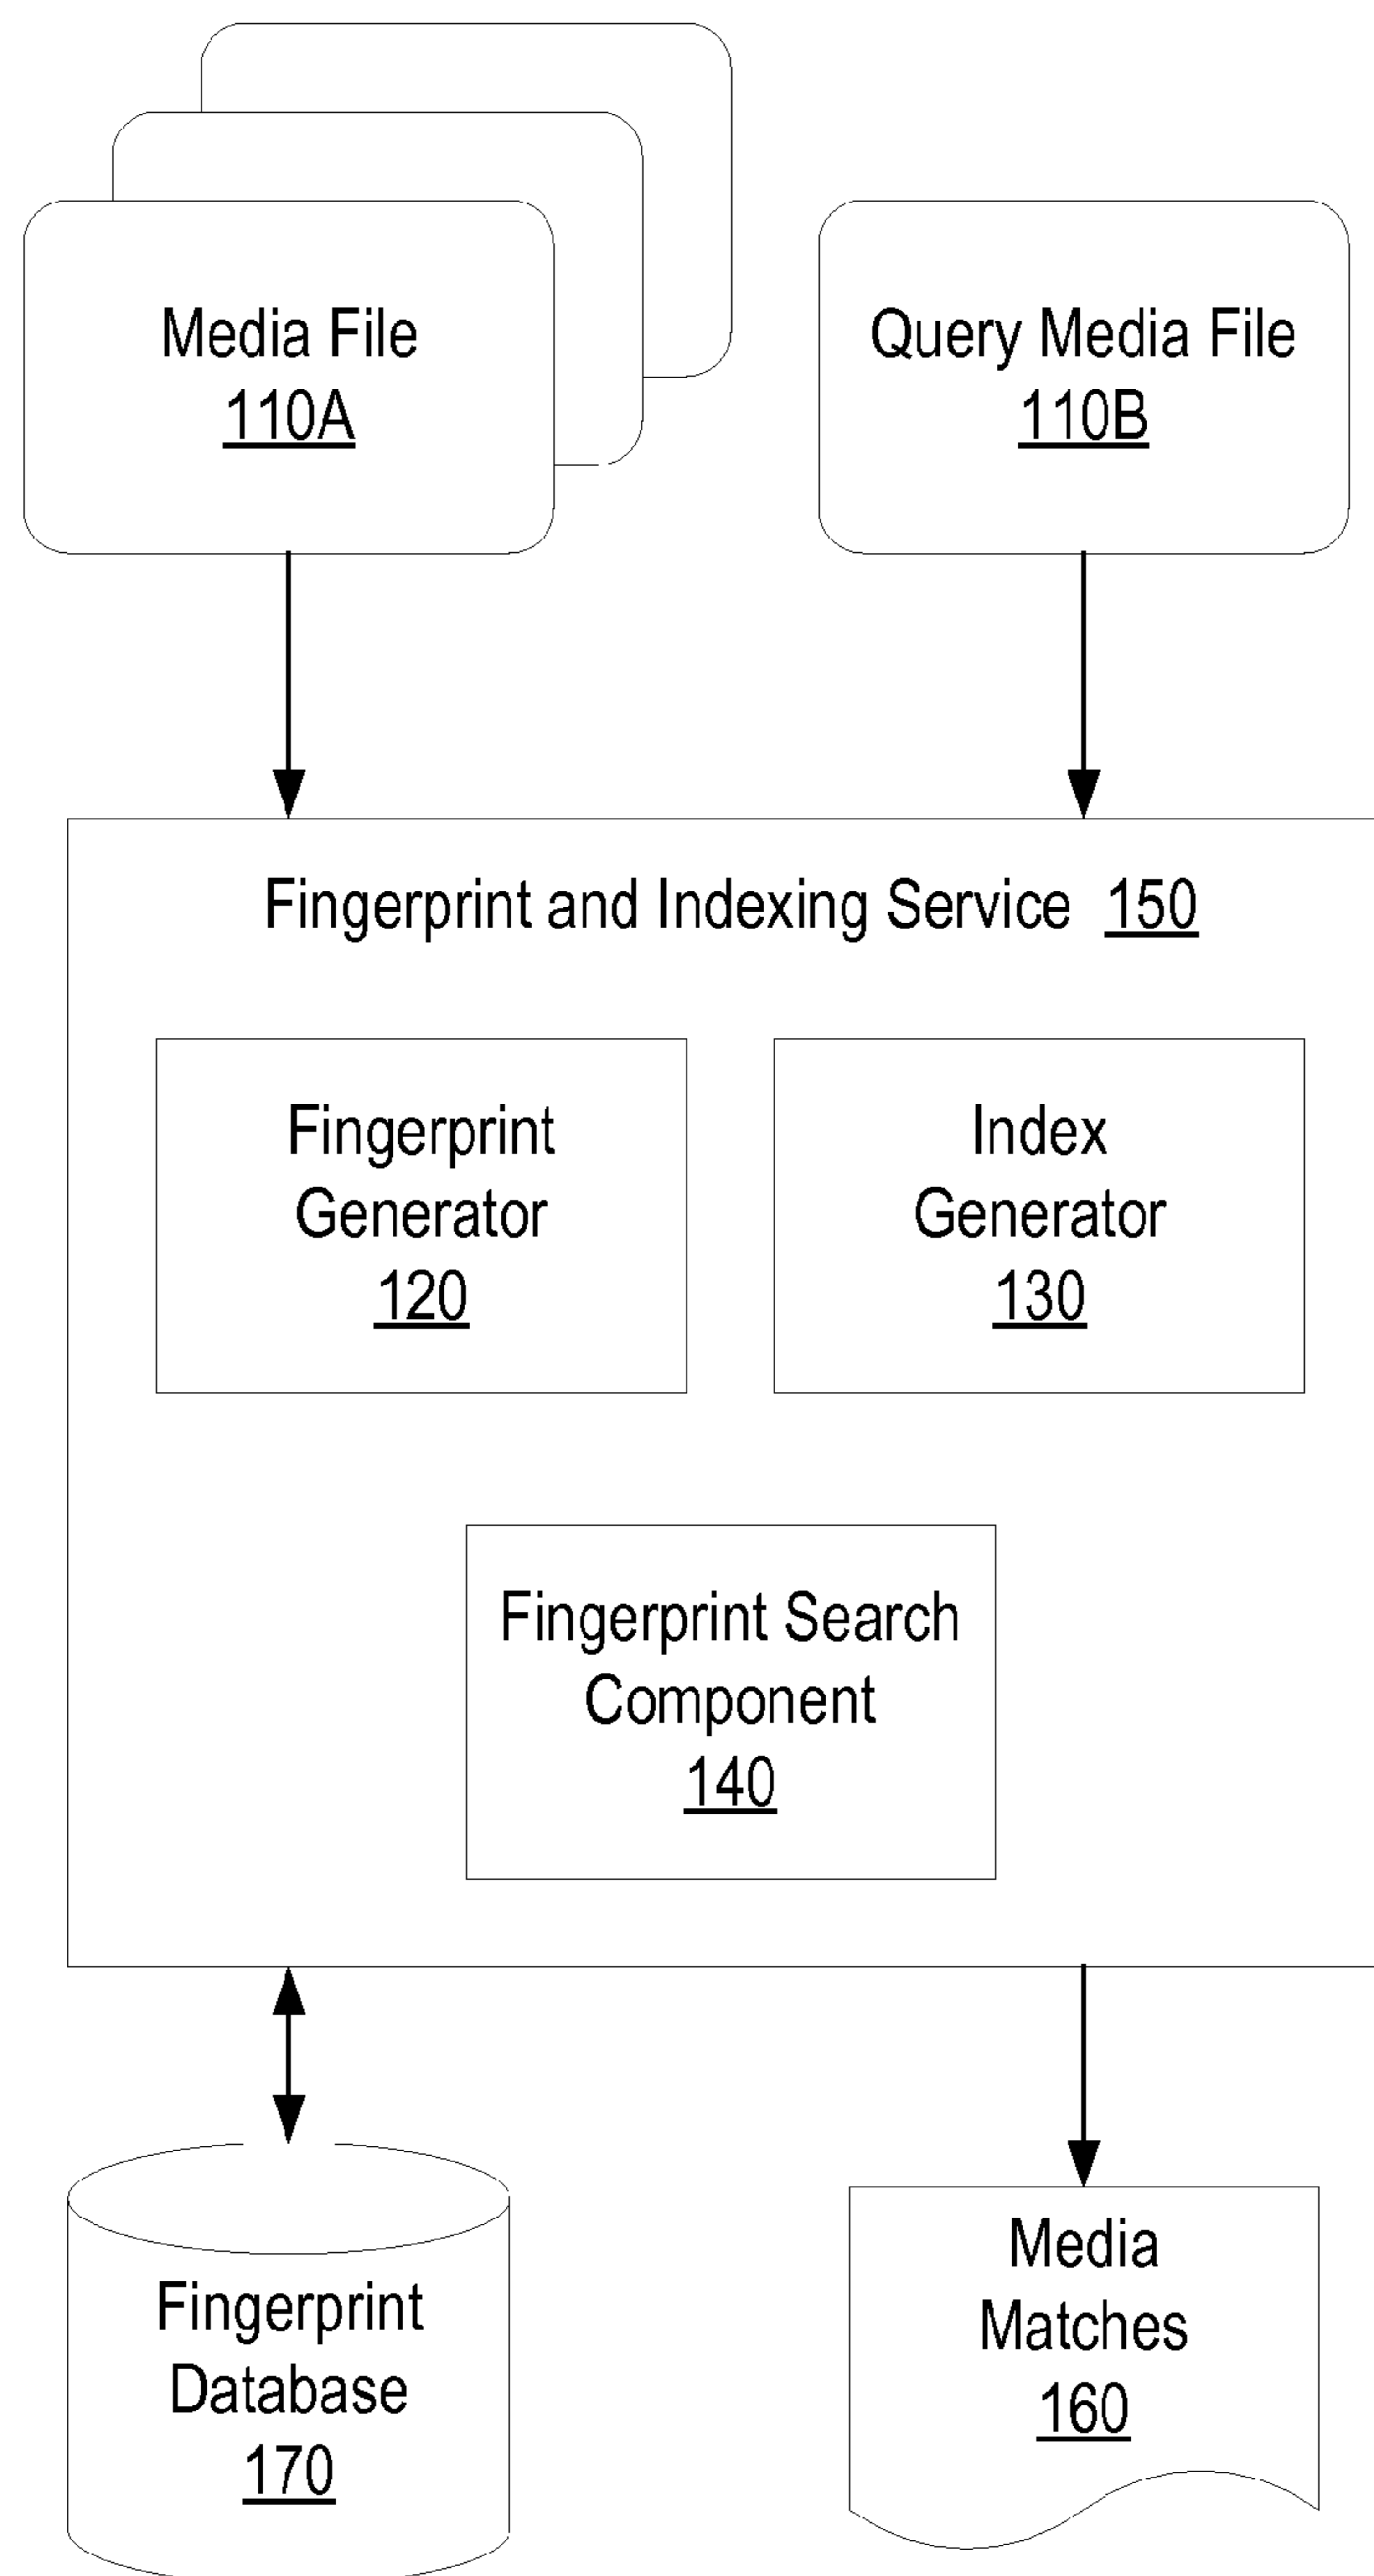 Media File
110A
Query Media File
110B
Fingerprint and Indexing Service 150
Fingerprint
Generator
120
Index
Generator
130
Fingerprint Search
Component
140
Fingerprint
Database
170
Media
Matches
160